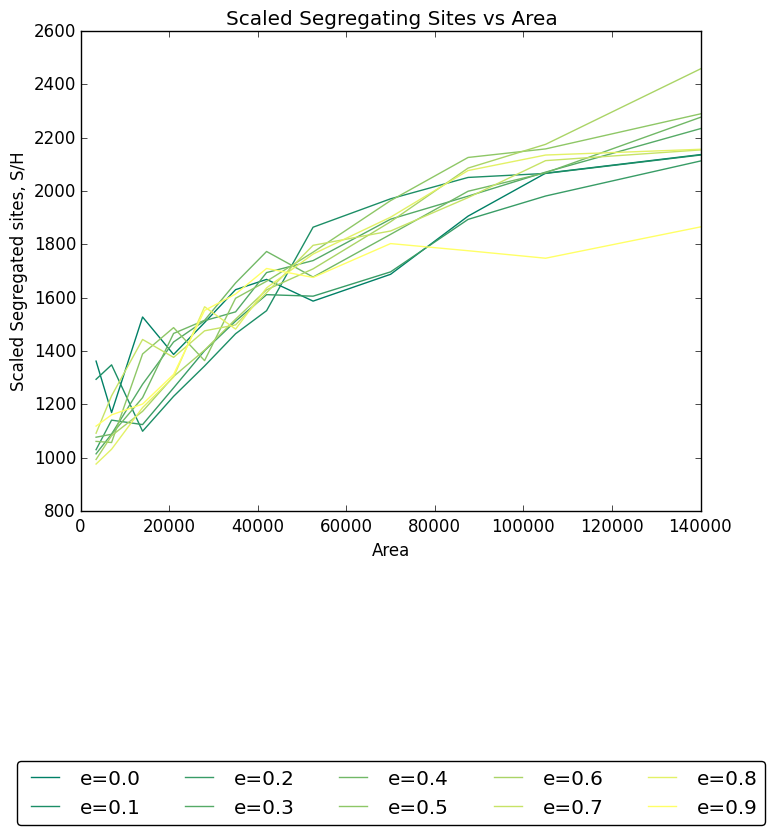 Scaled Segregating Sites vs Area
2600
2400
2200
2000
1800
1600
1400
1200
1000
800
Scaled Segregated sites, S/H
0 20000 40000 60000 80000 100000 120000 140000
Area
e=0.0 e=0.2 e=0.4 e=0.6 e=0.8
e=0.1 e=0.3 e=0.5 e=0.7 e=0.9